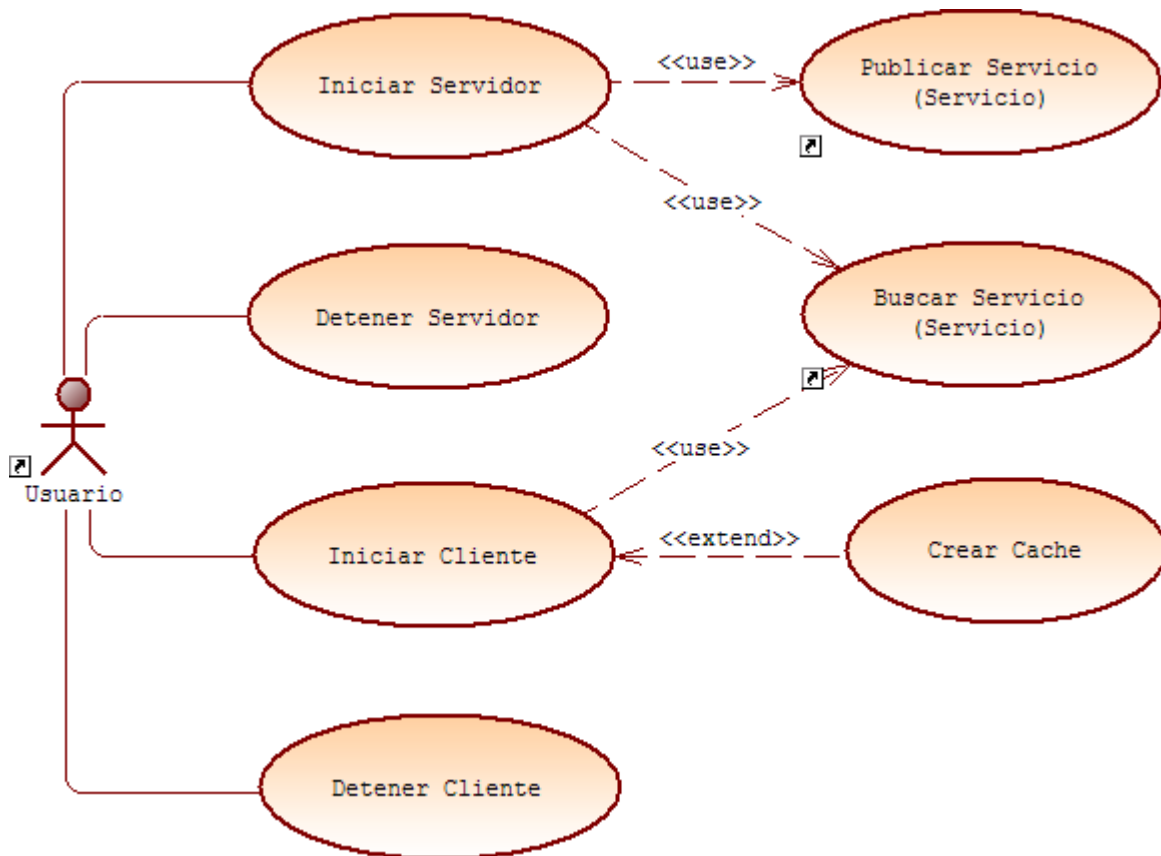 Iniciar Servidor
<<use>>
Publicar Servicio
(Servicio)
<<use>>
Detener Servidor
Buscar Servicio
(Servicio)
Usuario
<<use>>
Iniciar Cliente
<<extend>>
Crear Cache
Detener Cliente